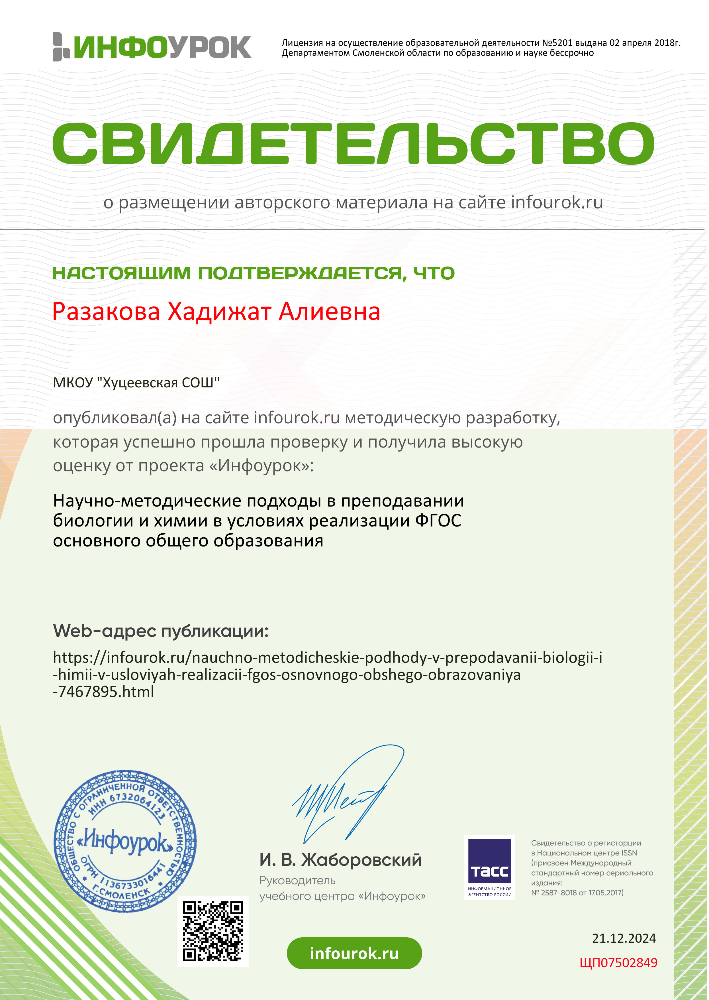 ИНФОУРОК
Лицензия на осуществление образовательной деятельности №5201 выдана 02 апреля 2018г.
Департаментом Смоленской области по образованию и науке бессрочно
СВИДЕТЕЛЬСТВО
о размещении авторского материала на сайте infourok.ru
НАСТОЯЩИМ ПОДТВЕРЖДАЕТСЯ, ЧТО
Разакова Хадижат Алиевна
МКОУ "Хуцеевская СОШ"
опубликовал(а) на сайте infourok.ru методическую разработку,
которая успешно прошла проверку и получила высокую
оценку от проекта «Инфоурок»:
Научно-методические подходы в преподавании
биологии и химии в условиях реализации ФГОС
основного общего образования
Web-адрес публикации:
https://infourok.ru/nauchno-metodicheskie-podhody-v-prepodavanii-biologii-i
-himii-v-usloviyah-realizacii-fgos-osnovnogo-obshego-obrazovaniya
-7467895.html
ОБЩЕСТВО С ОГРАНИЧЕННОЙ ОТВЕТСТВЕННОСТЬЮ
ИНН 6732064123
«Инфоурок»
ОГРН 1136733016441
Г.СМОЛЕНСК
И. В. Жаборовский
Руководитель
учебного центра «Инфоурок»
ТАСС
ИНФОРМАЦИОННОЕ
АГЕНТСТВО РОССИИ
Свидетельство о регистарции
в Национальном центре ISSN
(присвоен Международный
стандартный номер сериального
издания:
№ 2587-8018 от 17.05.2017)
infourok.ru
21.12.2024
ЩП07502849